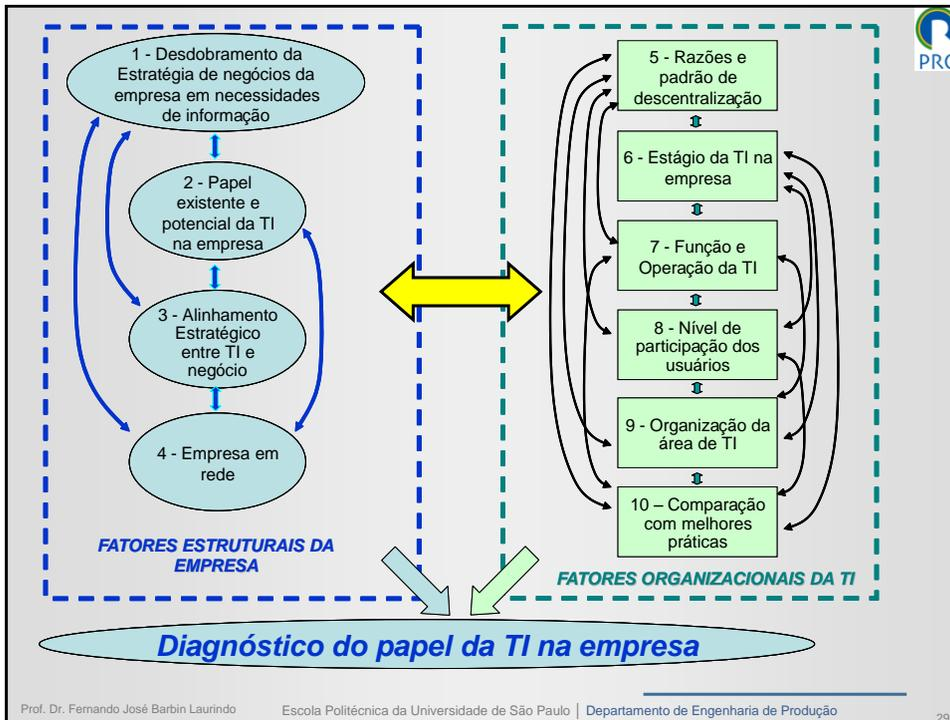 1 - Desdobramento da
Estratégia de negócios da
empresa em necessidades
de informação
2 - Papel
existente e
potencial da TI
na empresa
3 - Alinhamento
Estratégico
entre TI e
negócio
4 - Empresa em
rede
FATORES ESTRUTURAIS DA
EMPRESA
PRO
5 - Razões e
padrão de
descentralização
6 - Estágio da TI na
empresa
7 - Função e
Operação da TI
8 - Nível de
participação dos
usuários
9 - Organização da
área de TI
10 – Comparação
com melhores
práticas
FATORES ORGANIZACIONAIS DA TI
Diagnóstico do papel da TI na empresa
Prof. Dr. Fernando José Barbin Laurindo
Escola Politécnica da Universidade de São Paulo | Departamento de Engenharia de Produção
29